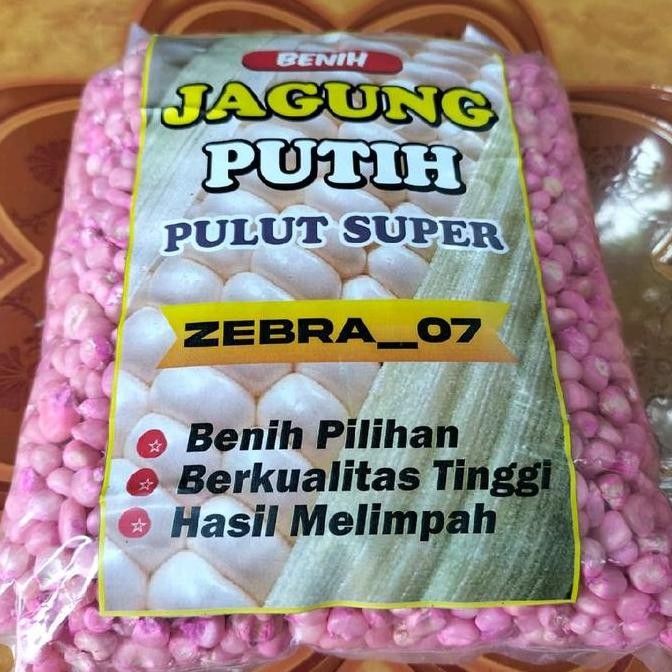 BENIH
JAGUNG
PUTIH
PULUT SUPER
ZEBRA_07
Benih Pilihan
Berkualitas Tinggi
Hasil Melimpah